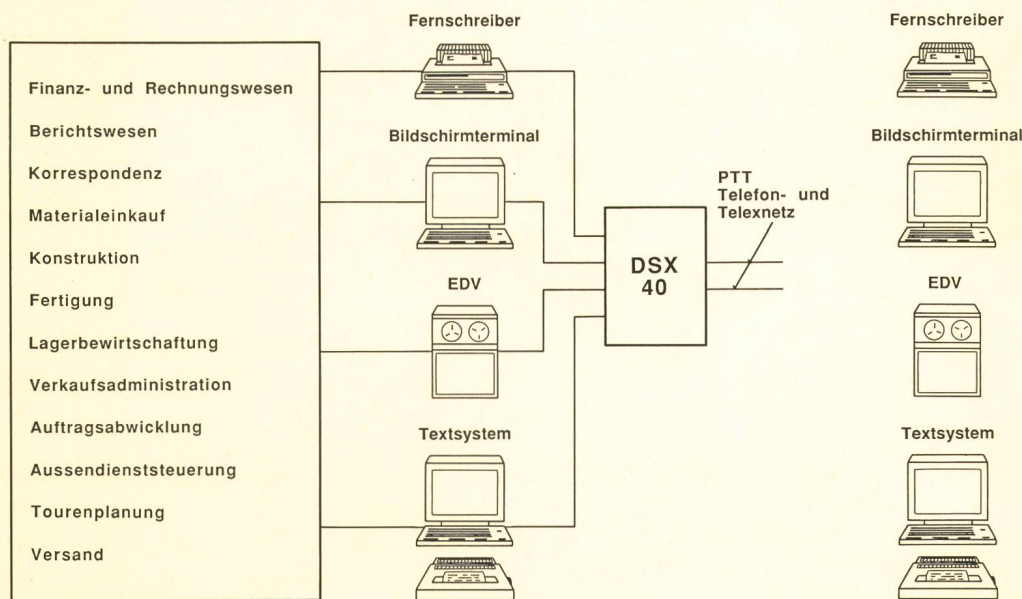 Finanz- und Rechnungswesen
Berichtswesen
Korrespondenz
Materialeinkauf
Konstruktion
Fertigung
Lagerbewirtschaftung
Verkaufsadministration
Auftragsabwicklung
Aussendienststeuerung
Tourenplanung
Versand
Fernschreiber
Bildschirmterminal
EDV
Textsystem
DSX
40
PTT
Telefon- und
Telexnetz
Fernschreiber
Bildschirmterminal
EDV
Textsystem